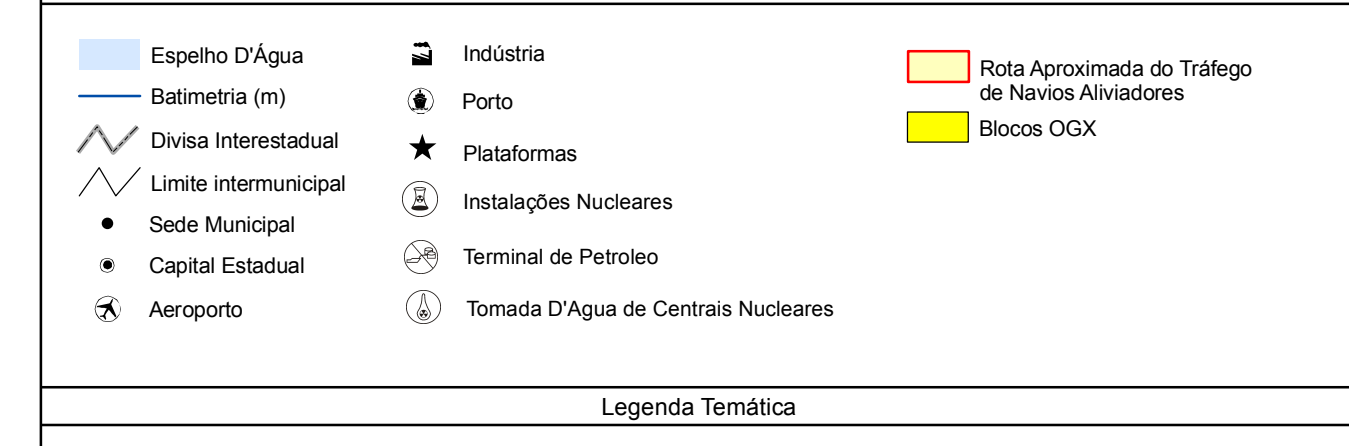 Espelho D'Água
Batimetria (m)
Divisa Interestadual
Limite intermunicipal
Sede Municipal
Capital Estadual
Aeroporto
Indústria
Porto
Plataformas
Instalações Nucleares
Terminal de Petroleo
Tomada D'Agua de Centrais Nucleares
Rota Aproximada do Tráfego
de Navios Aliviadores
Blocos OGX
Legenda Temática